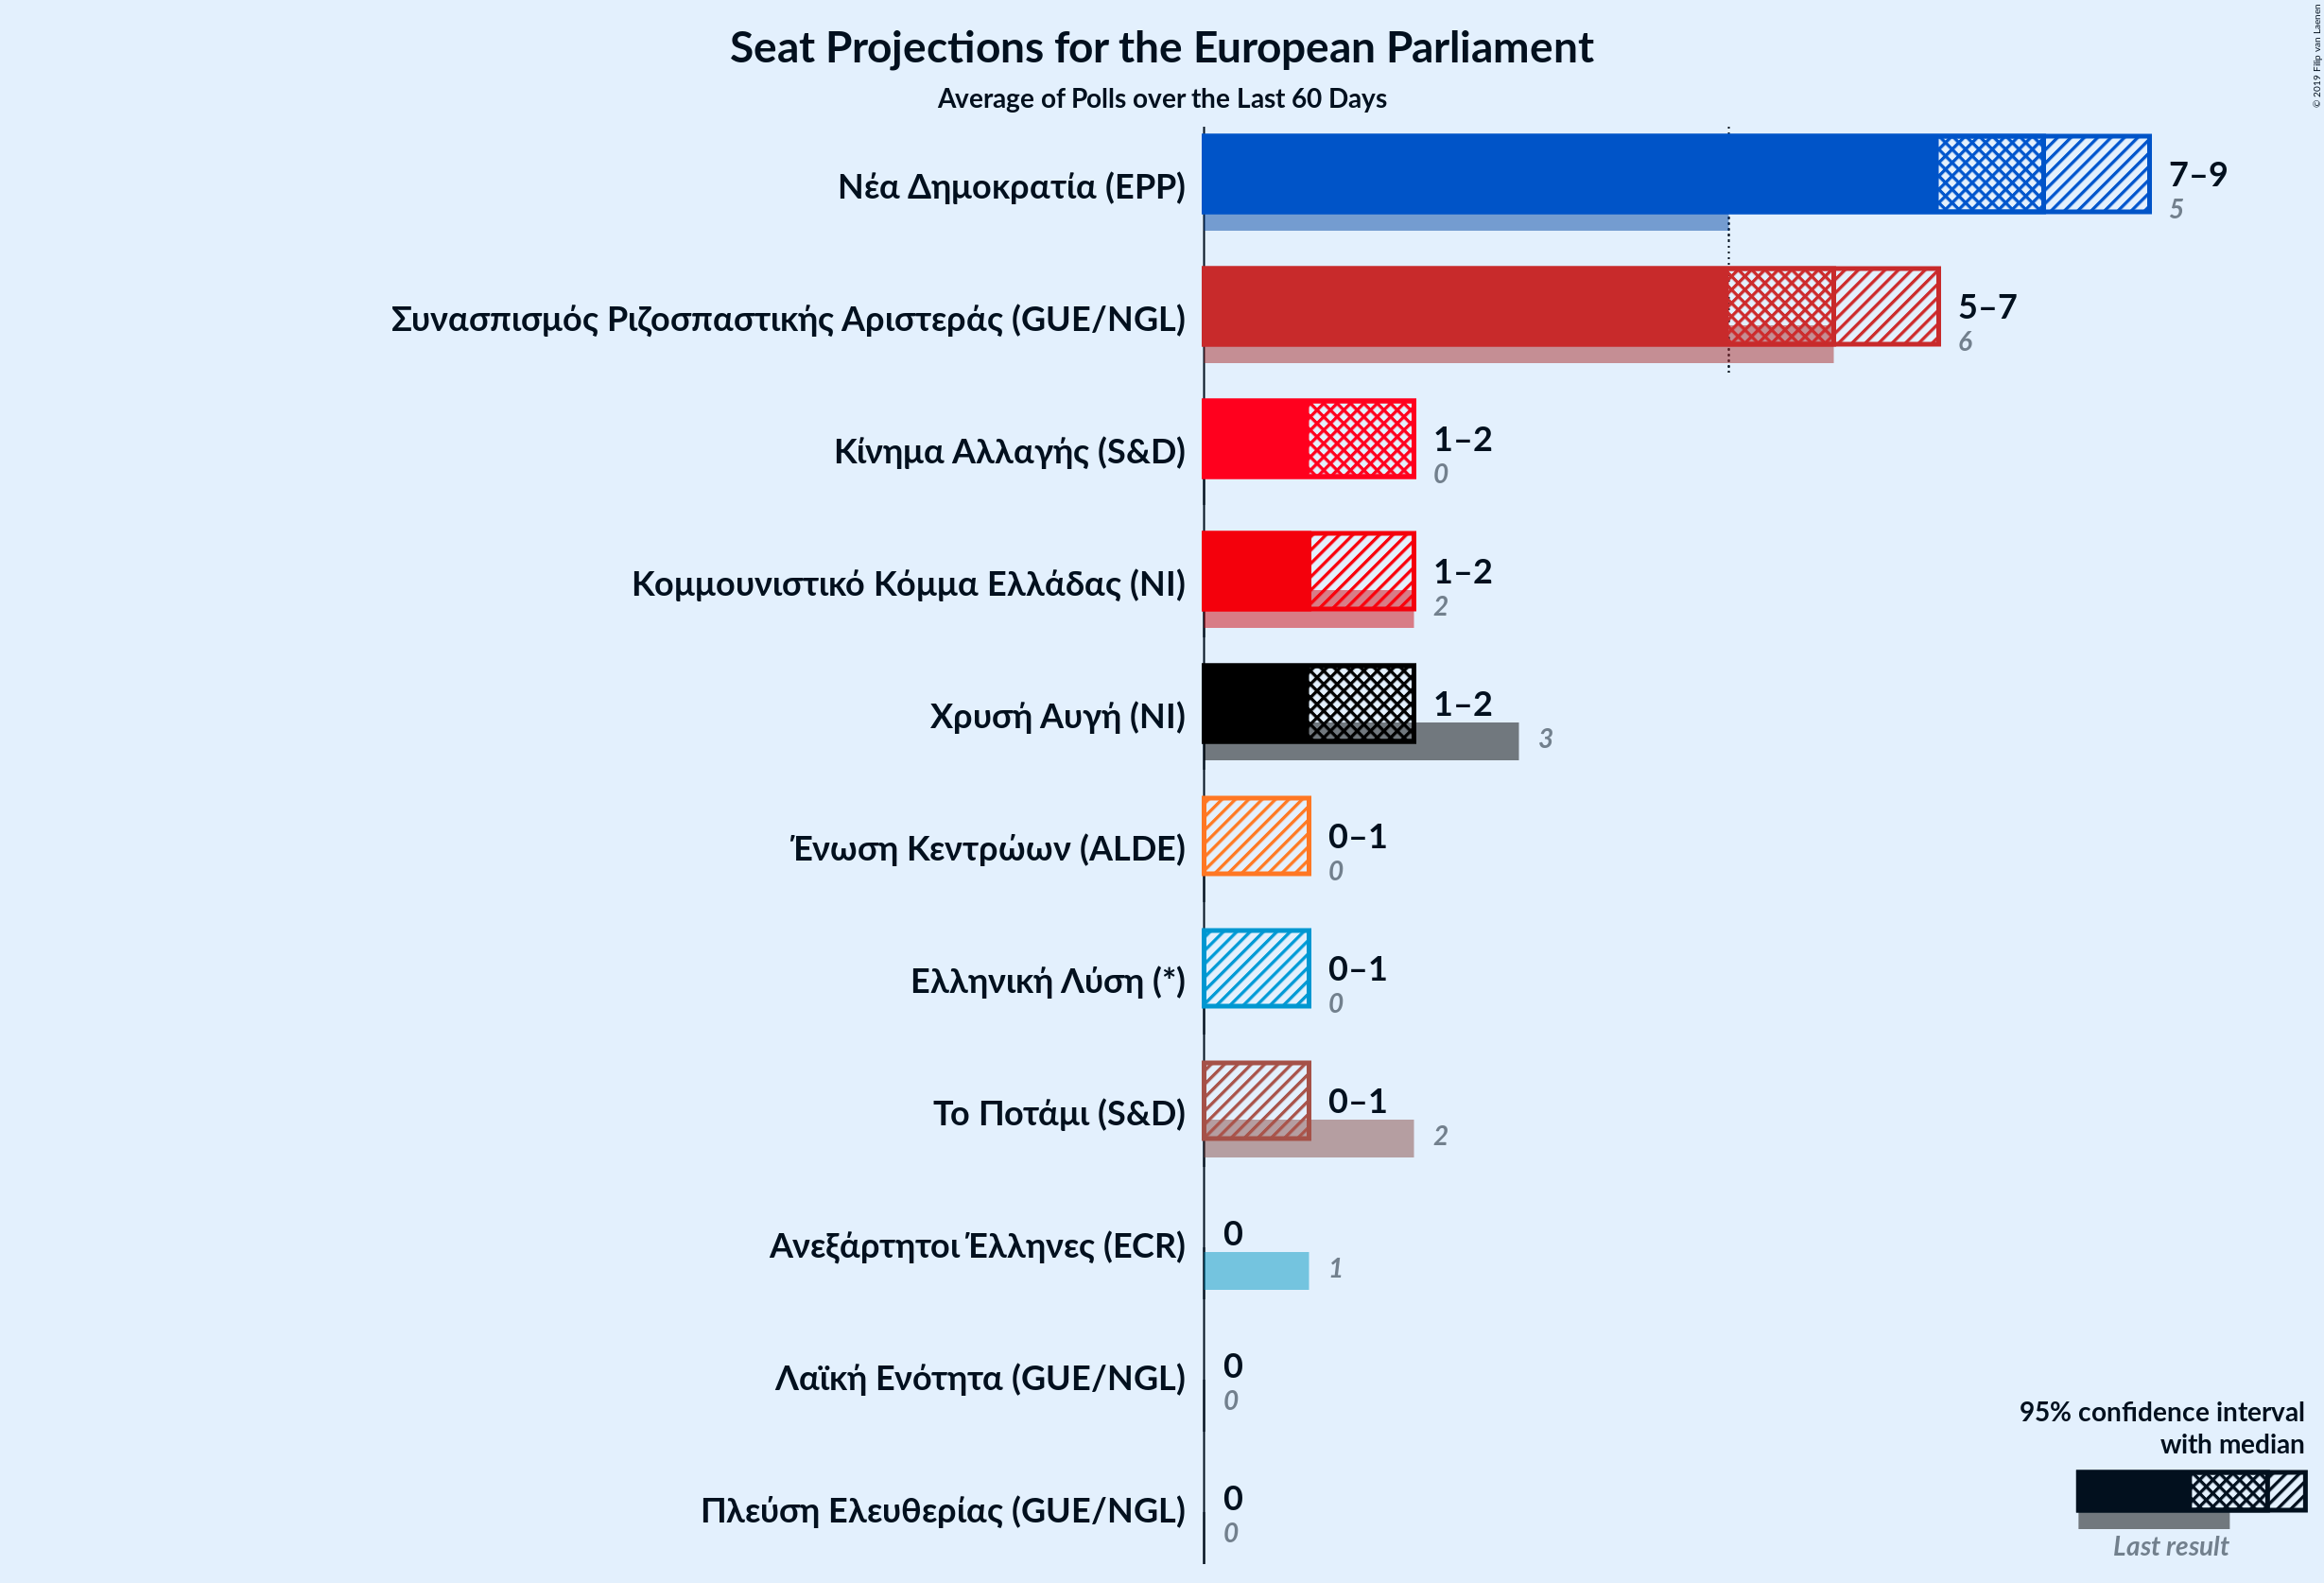 Seat Projections for the European Parliament
Average of Polls over the Last 60 Days
© 2019 Filip van Laenen
Νέα Δημοκρατία (EPP)
7–9
5
Συνασπισμός Ριζοσπαστικής Αριστεράς (GUE/NGL)
5–7
6
Κίνημα Αλλαγής (S&D)
1–2
0
Κομμουνιστικό Κόμμα Ελλάδας (NI)
1–2
2
Χρυσή Αυγή (NI)
1–2
3
Ένωση Κεντρώων (ALDE)
0–1
0
Ελληνική Λύση (*)
0–1
0
Το Ποτάμι (S&D)
0–1
2
Ανεξάρτητοι Έλληνες (ECR)
0
1
Λαϊκή Ενότητα (GUE/NGL)
0
0
Πλεύση Ελευθερίας (GUE/NGL)
0
0
95% confidence interval
with median
Last result